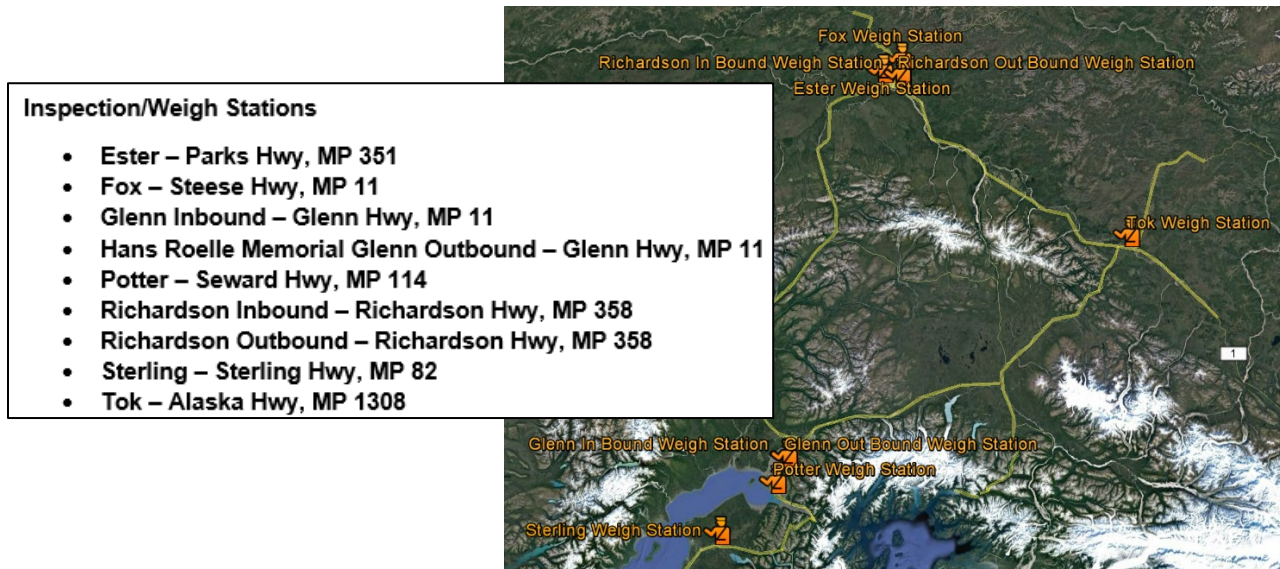 Inspection/Weigh Stations
• Ester – Parks Hwy, MP 351
• Fox – Steese Hwy, MP 11
• Glenn Inbound – Glenn Hwy, MP 11
• Hans Roelle Memorial Glenn Outbound – Glenn Hwy, MP 11
• Potter – Seward Hwy, MP 114
• Richardson Inbound – Richardson Hwy, MP 358
• Richardson Outbound – Richardson Hwy, MP 358
• Sterling – Sterling Hwy, MP 82
• Tok – Alaska Hwy, MP 1308
Fox Weigh Station
Richardson In Bound Weigh Station
Richardson Out Bound Weigh Station
Ester Weigh Station
Tok Weigh Station
1
Glenn In Bound Weigh Station
Glenn Out Bound Weigh Station
Potter Weigh Station
Sterling Weigh Station